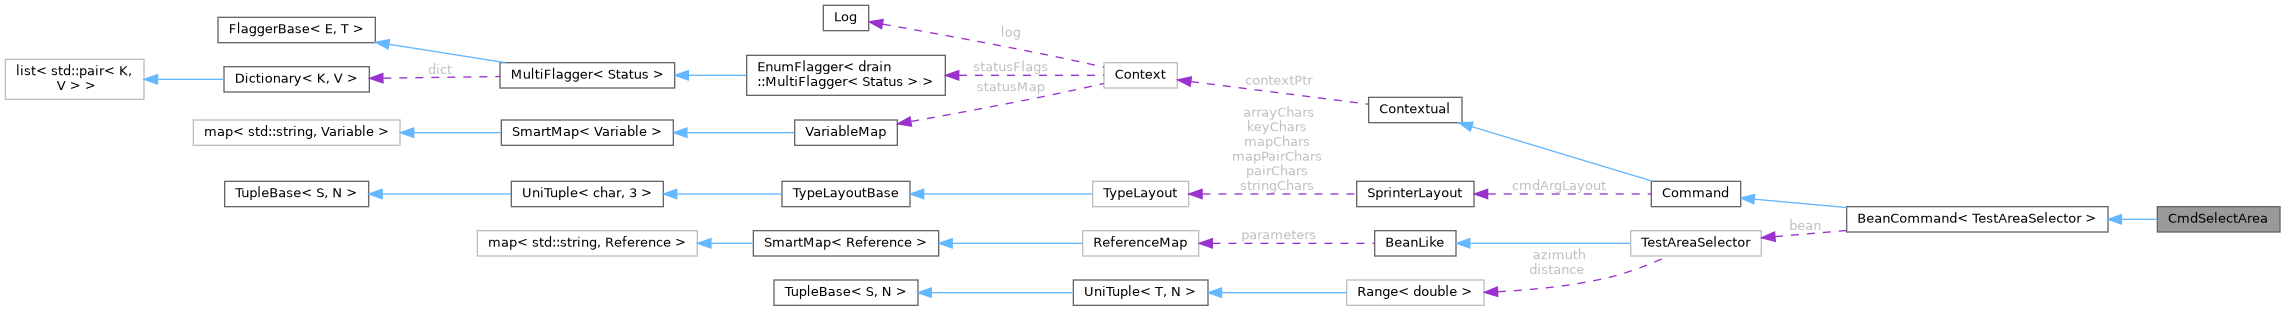 Log
FlaggerBase< E, T >
log
list< std::pair< K,
V > >
Dictionary< K, V >
dict
MultiFlagger< Status >
EnumFlagger< drain
::MultiFlagger< Status > >
statusFlags
statusMap
Context
contextPtr
Contextual
map< std::string, Variable >
SmartMap< Variable >
VariableMap
arrayChars
keyChars
mapChars
mapPairChars
pairChars
stringChars
TupleBase< S, N >
UniTuple< char, 3 >
TypeLayoutBase
TypeLayout
SprinterLayout
cmdArgLayout
Command
BeanCommand< TestAreaSelector >
CmdSelectArea
map< std::string, Reference >
SmartMap< Reference >
ReferenceMap
parameters
BeanLike
TestAreaSelector
bean
azimuth
distance
TupleBase< S, N >
UniTuple< T, N >
Range< double >